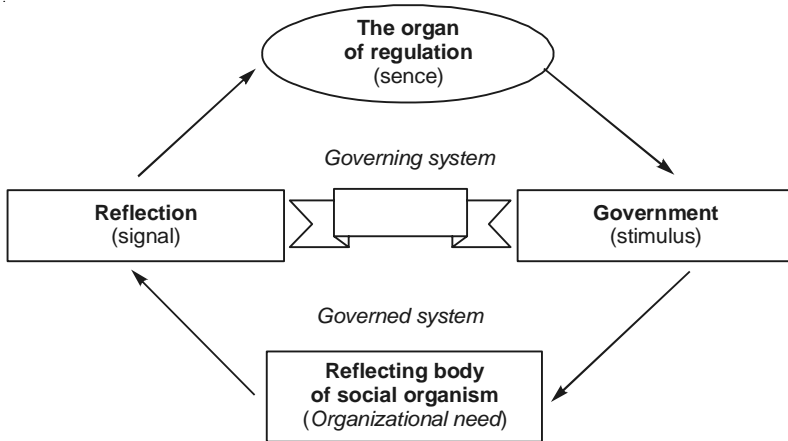 The organ
of regulation
(sence)
Governing system
Reflection
(signal)
Government
(stimulus)
Governed system
Reflecting body
of social organism
(Organizational need)